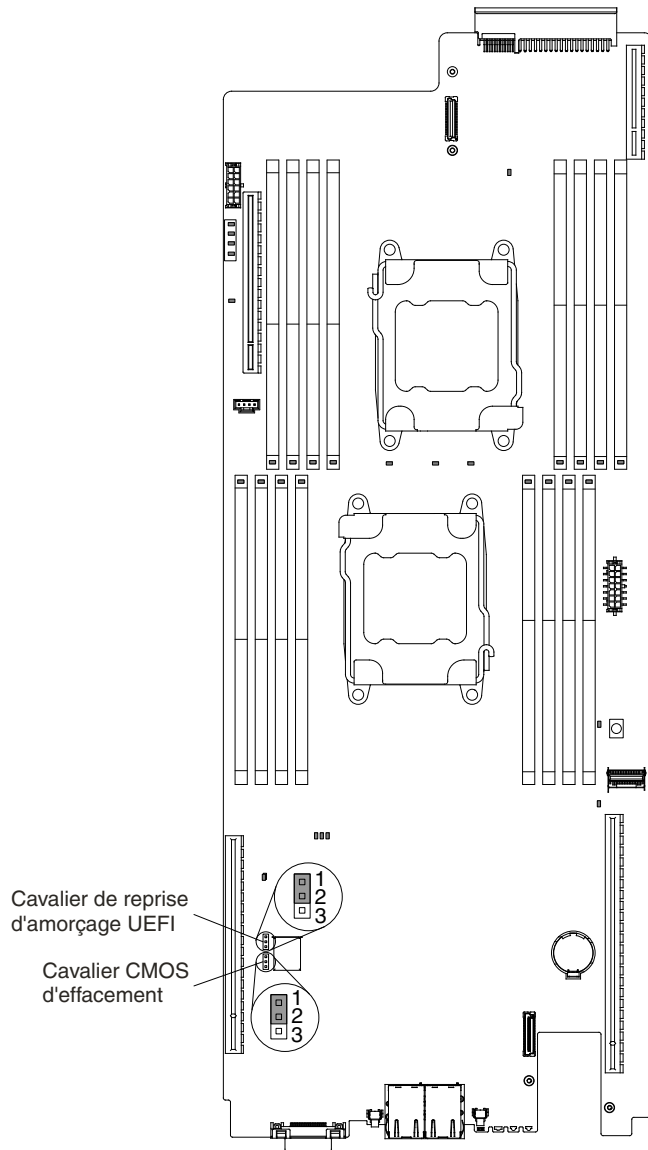 1
2
3
Cavalier de reprise
d'amorçage UEFI
Cavalier CMOS
d'effacement
1
2
3